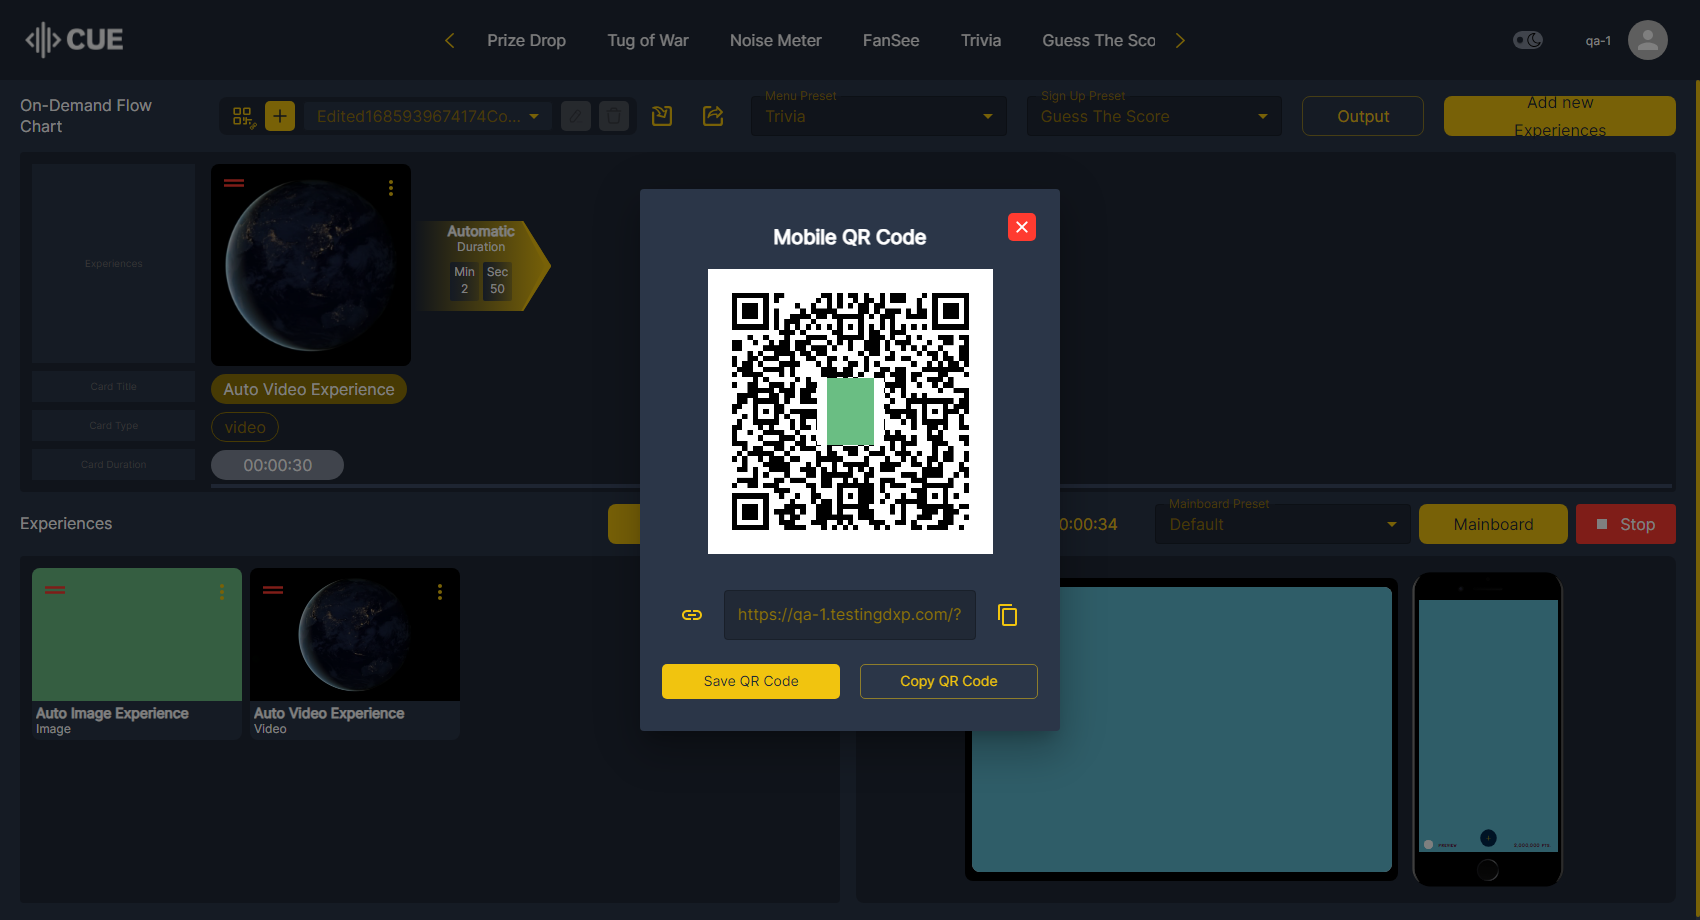 CUE
Prize Drop
Tug of War
Noise Meter
FanSee
Trivia
Guess The Sco
qa-1
On-Demand Flow
Chart
Edited1685939674174Co...
Menu Preset
Trivia
Sign Up Preset
Guess The Score
Output
Add new
Experiences
Experiences
Automatic
Duration
Min
Sec
2
50
Card Title
Auto Video Experience
Card Type
video
Card Duration
00:00:30
Mobile QR Code
https://qa-1.testingdxp.com/?
Save QR Code
Copy QR Code
Experiences
0:00:34
Mainboard Preset
Default
Mainboard
Stop
Auto Image Experience
Image
Auto Video Experience
Video
PREVIEW